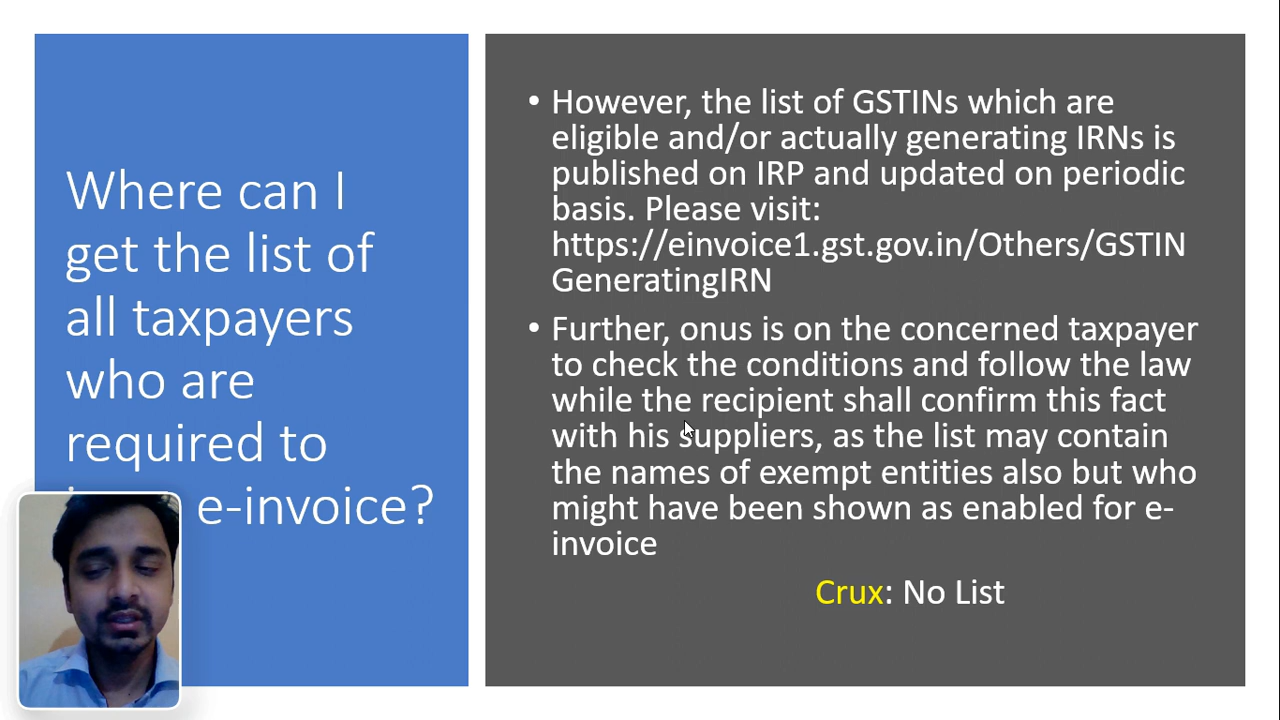 Where can I
get the list of
all taxpayers
who are
required to
e-invoice?
• However, the list of GSTINs which are
eligible and/or actually generating IRNs is
published on IRP and updated on periodic
basis. Please visit:
https://einvoice1.gst.gov.in/Others/GSTIN
GeneratingIRN
• Further, onus is on the concerned taxpayer
to check the conditions and follow the law
while the recipient shall confirm this fact
with his suppliers, as the list may contain
the names of exempt entities also but who
might have been shown as enabled for e-
invoice
Crux: No List